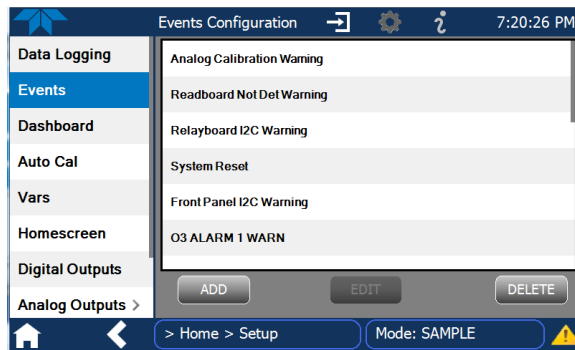 Events Configuration
7:20:26 PM
Data Logging
Events
Dashboard
Auto Cal
Vars
Homescreen
Digital Outputs
Analog Outputs >
Analog Calibration Warning
Readboard Not Det Warning
Relayboard I2C Warning
System Reset
Front Panel I2C Warning
O3 ALARM 1 WARN
ADD
EDIT
DELETE
> Home > Setup
Mode: SAMPLE